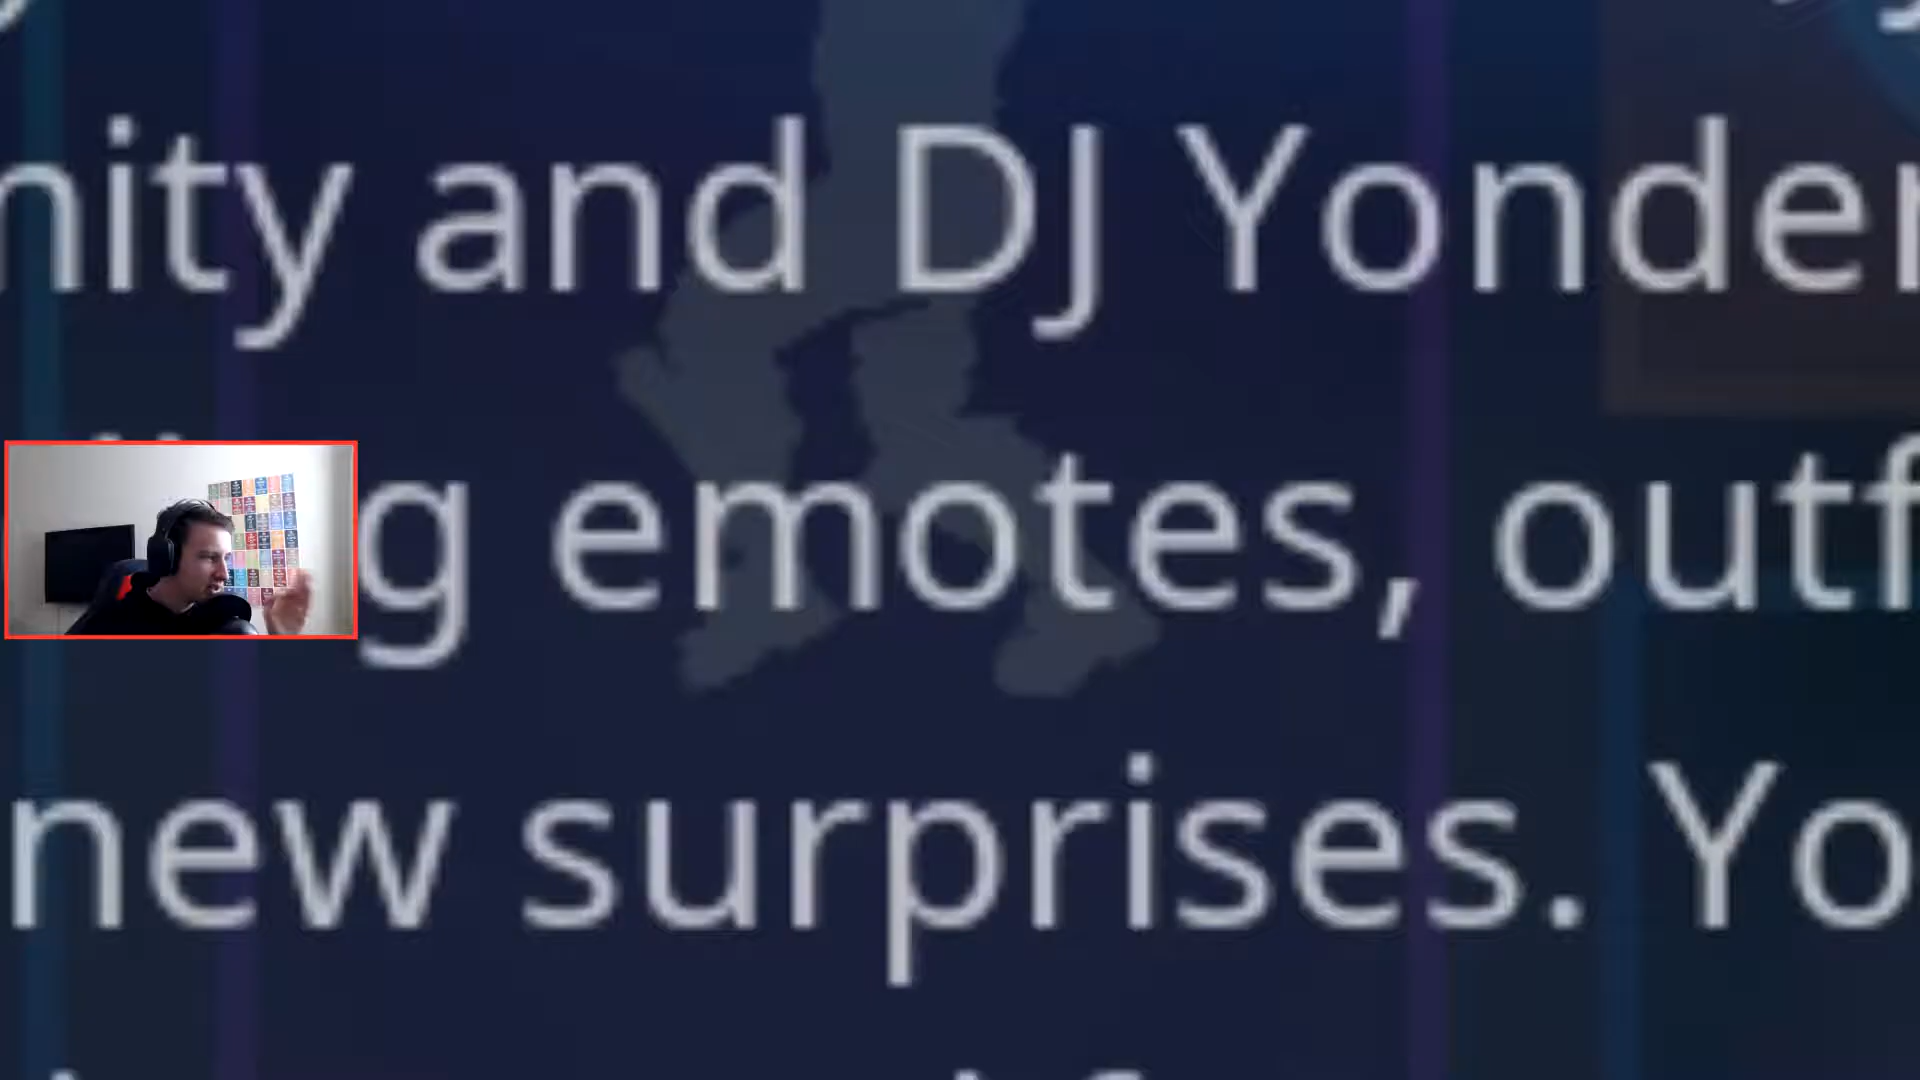 nity and DJ Yonder
g emotes, outf
new surprises. Yo